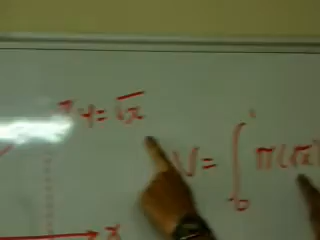 y = √x
V = ∫₀¹ π(√x)
x